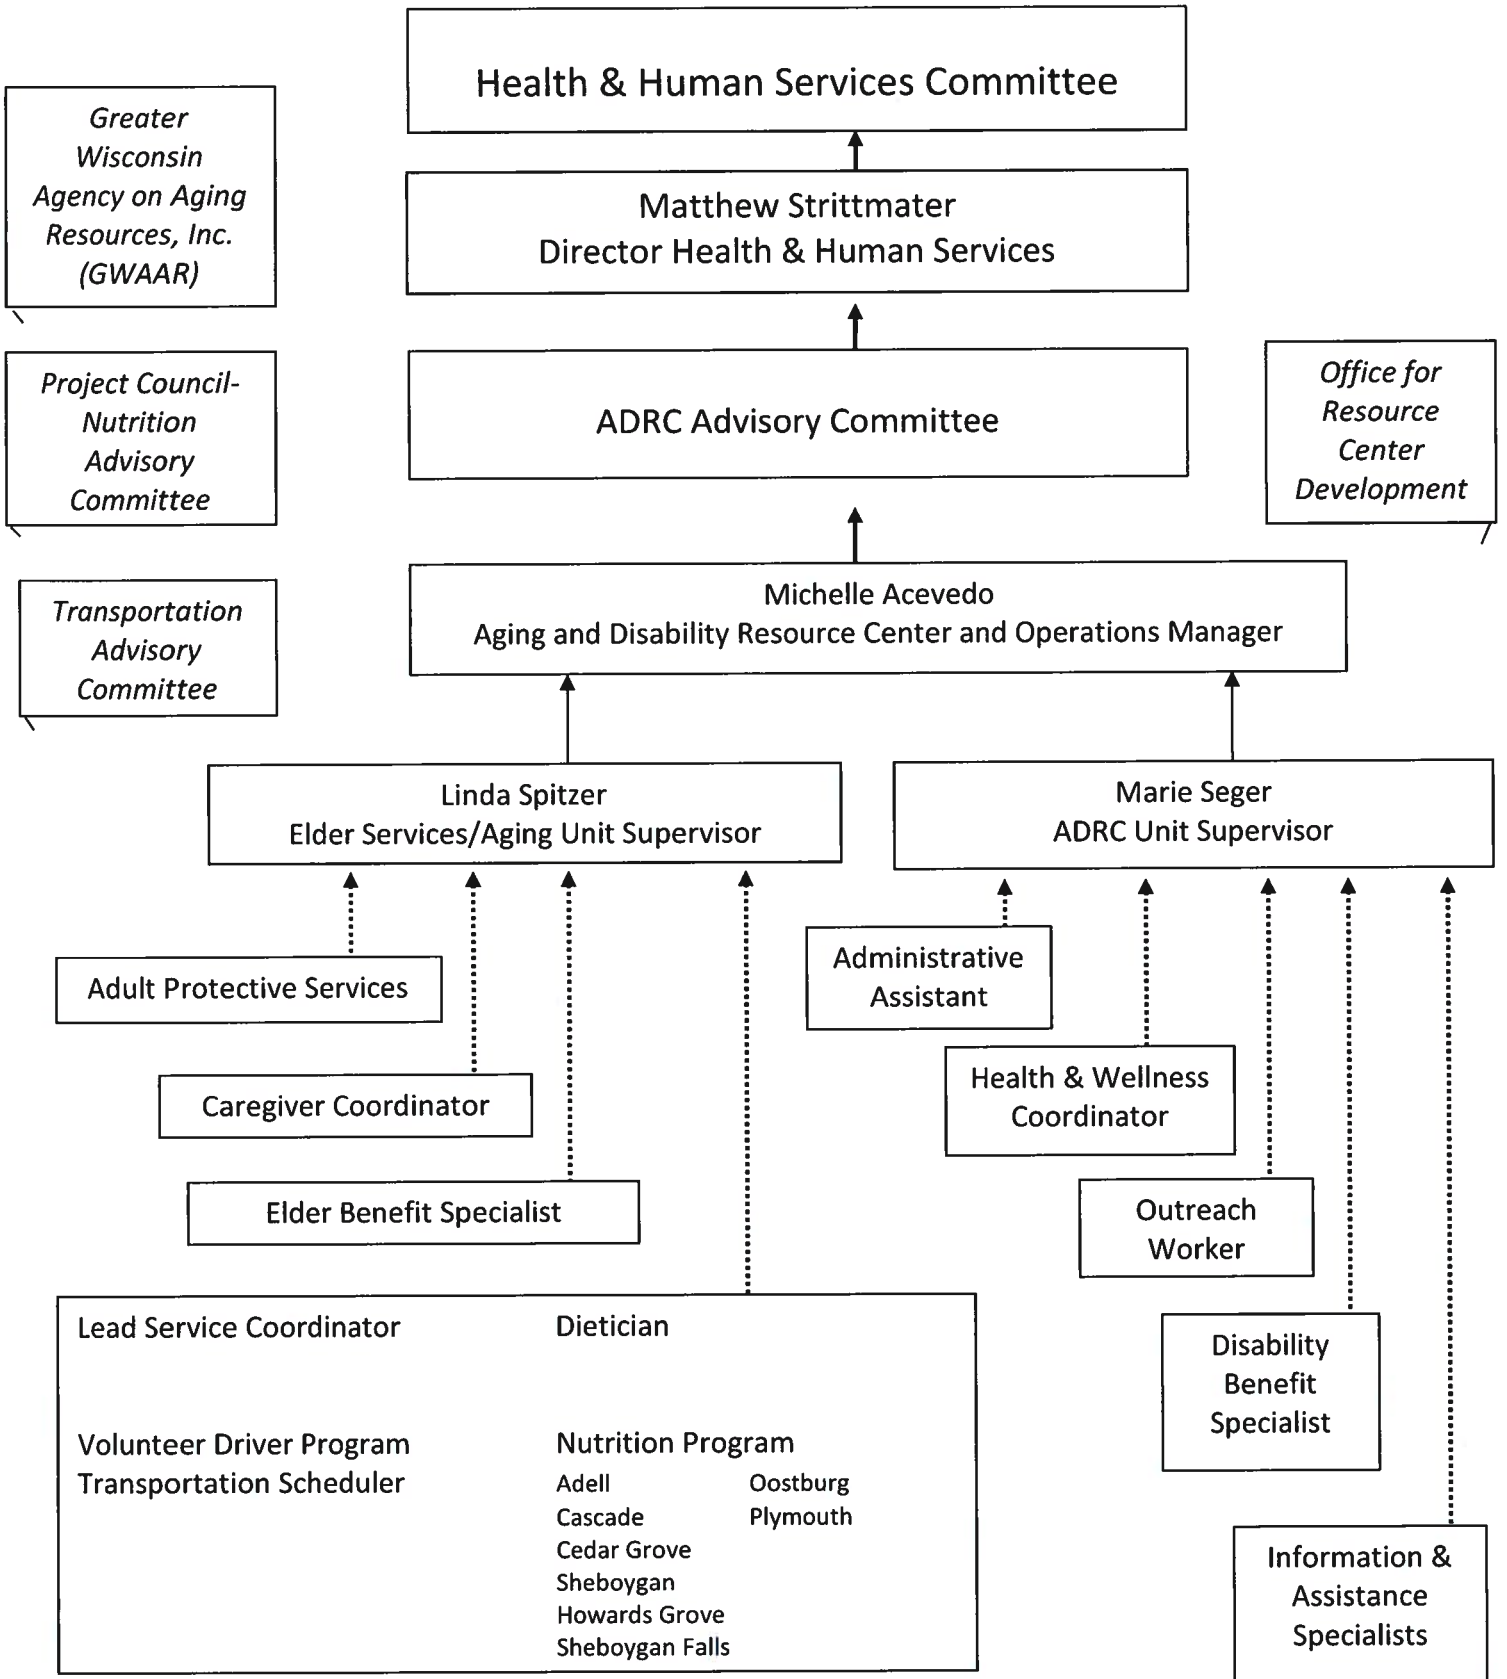 Health & Human Services Committee
Greater
Wisconsin
Agency on Aging
Resources, Inc.
(GWAAR)
Matthew Strittmater
Director Health & Human Services
Project Council-
Nutrition
Advisory
Committee
ADRC Advisory Committee
Office for
Resource
Center
Development
Transportation
Advisory
Committee
Michelle Acevedo
Aging and Disability Resource Center and Operations Manager
Linda Spitzer
Elder Services/Aging Unit Supervisor
Marie Seger
ADRC Unit Supervisor
Adult Protective Services
Caregiver Coordinator
Elder Benefit Specialist
Administrative
Assistant
Health & Wellness
Coordinator
Outreach
Worker
Disability
Benefit
Specialist
Information &
Assistance
Specialists
Lead Service Coordinator
Dietician
Volunteer Driver Program
Transportation Scheduler
Nutrition Program
Adell
Oostburg
Cascade
Plymouth
Cedar Grove
Sheboygan
Howards Grove
Sheboygan Falls